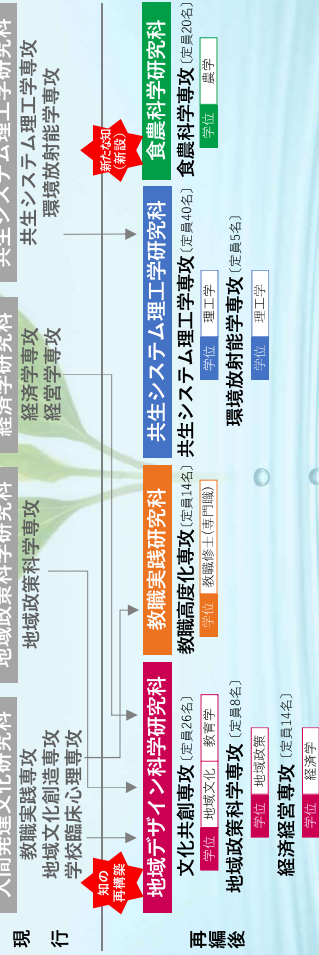 現行
人間発達文化研究科
教職実践専攻
地域文化創造専攻
学校臨床心理専攻
地域政策科学研究科
地域政策科学専攻
経済学研究科
経済学専攻
経営学専攻
共生システム理工学研究科
共生システム理工学専攻
環境放射能学専攻
再編後
知の
再構築
地域デザイン科学研究科
文化共創専攻〔定員26名〕
学位 地域文化 教育学
地域政策科学専攻〔定員8名〕
学位 地域政策
経済経営専攻〔定員14名〕
学位 経済学
教職実践研究科
教職高度化専攻〔定員14名〕
学位 教職修士(専門職)
共生システム理工学研究科
共生システム理工学専攻〔定員40名〕
学位 理工学
環境放射能学専攻〔定員5名〕
学位 理工学
新たな知
(新設)
食農科学研究科
食農科学専攻〔定員20名〕
学位 農学